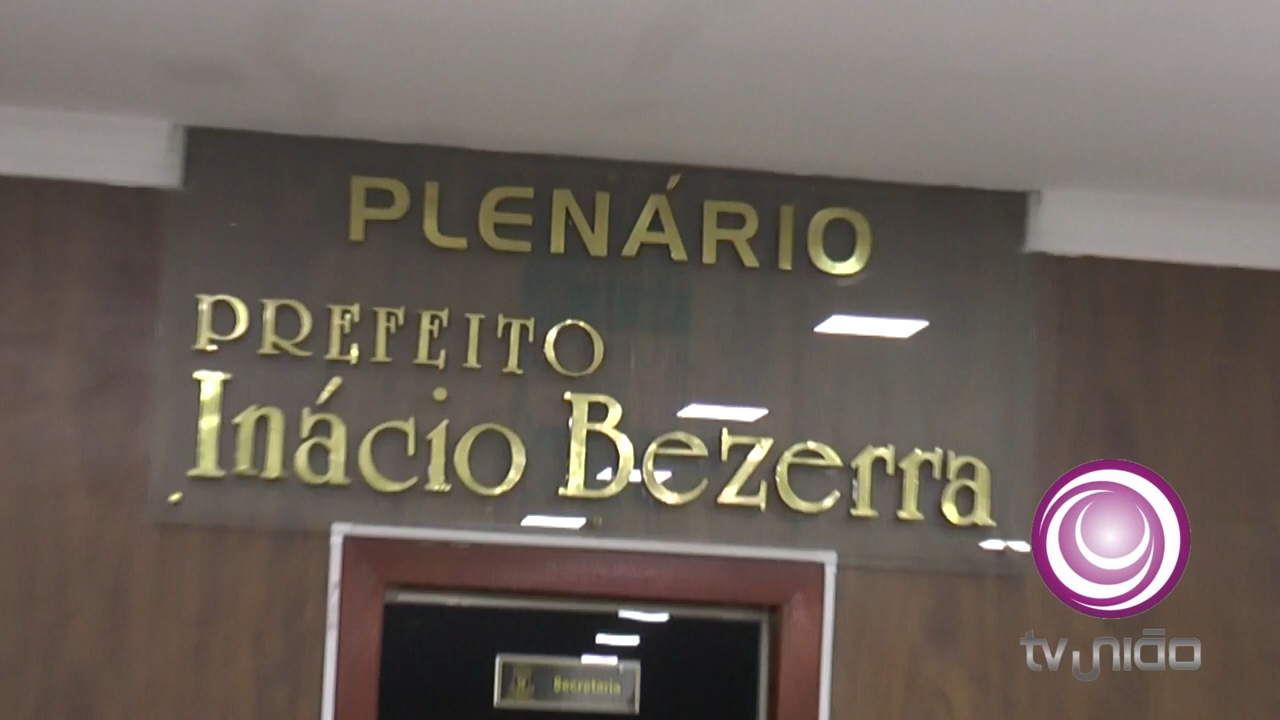 PLENÁRIO
PREFEITO
Inácio Bezerra
Secretaria
tv união